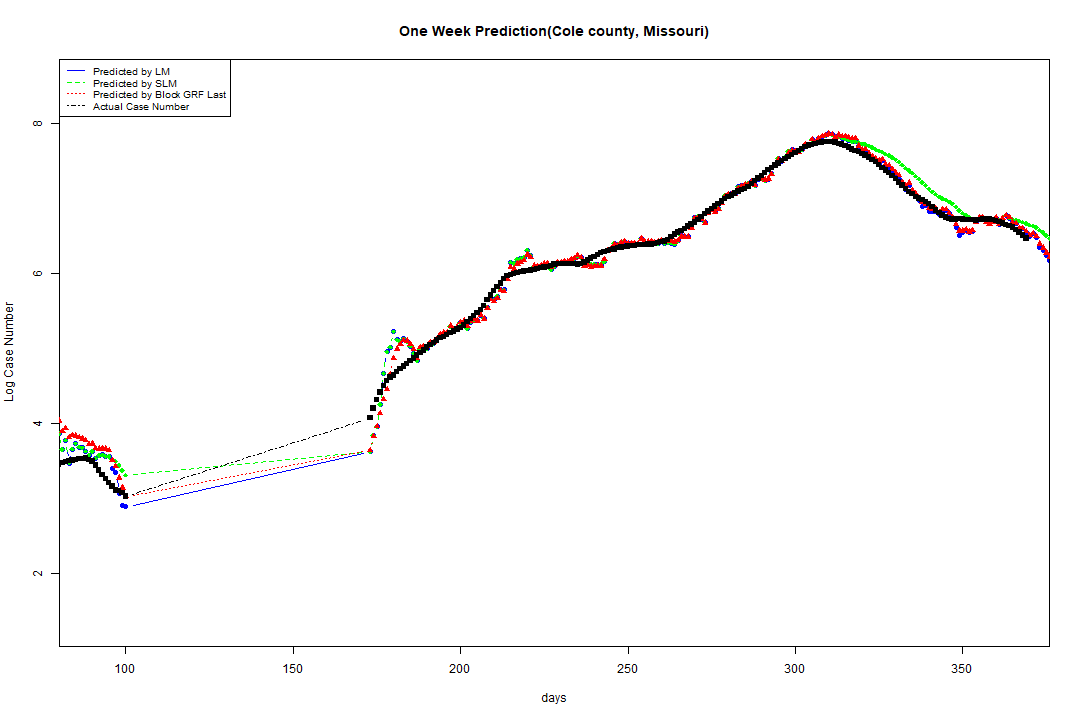 One Week Prediction(Cole county, Missouri)
Predicted by LM
Predicted by SLM
Predicted by Block GRF Last
Actual Case Number
Log Case Number
8
6
4
2
100 150 200 250 300 350
days